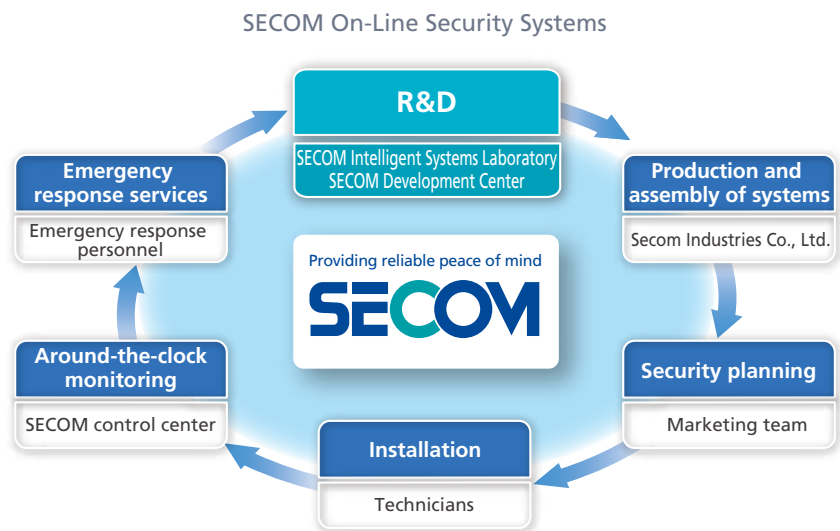 SECOM On-Line Security Systems
R&D
SECOM Intelligent Systems Laboratory
SECOM Development Center
Production and
assembly of systems
Secom Industries Co., Ltd.
Security planning
Marketing team
Installation
Technicians
Around-the-clock
monitoring
SECOM control center
Emergency
response services
Emergency response
personnel
Providing reliable peace of mind
SECOM